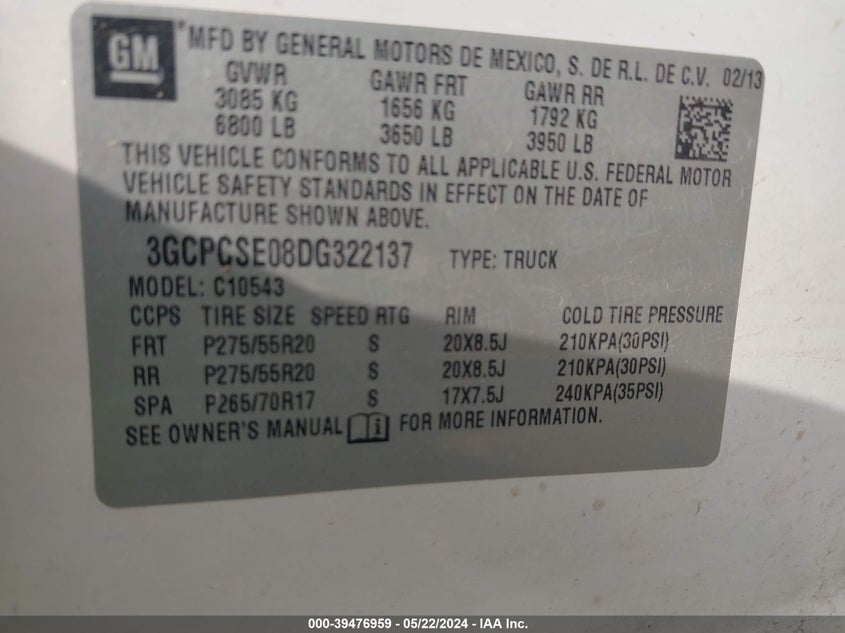 GM
*MFD BY GENERAL MOTORS DE MEXICO, S. DE R.L. DE C.V. 02/13
GVWR GAWR FRT GAWR RR
3085 KG 1656 KG 1792 KG
6800 LB 3650 LB 3950 LB
THIS VEHICLE CONFORMS TO ALL APPLICABLE U.S. FEDERAL MOTOR
VEHICLE SAFETY STANDARDS IN EFFECT ON THE DATE OF
MANUFACTURE SHOWN ABOVE.
3GCPCSE08DG322137 TYPE: TRUCK
MODEL: C10543
CCPS TIRE SIZE SPEED RTG RIM COLD TIRE PRESSURE
FRT P275/55R20 S 20X8.5J 210KPA(30PSI)
RR P275/55R20 S 20X8.5J 210KPA(30PSI)
SPA P265/70R17 S 17X7.5J 240KPA(35PSI)
SEE OWNER'S MANUAL i FOR MORE INFORMATION.
000-39476959 - 05/22/2024 - IAA Inc.